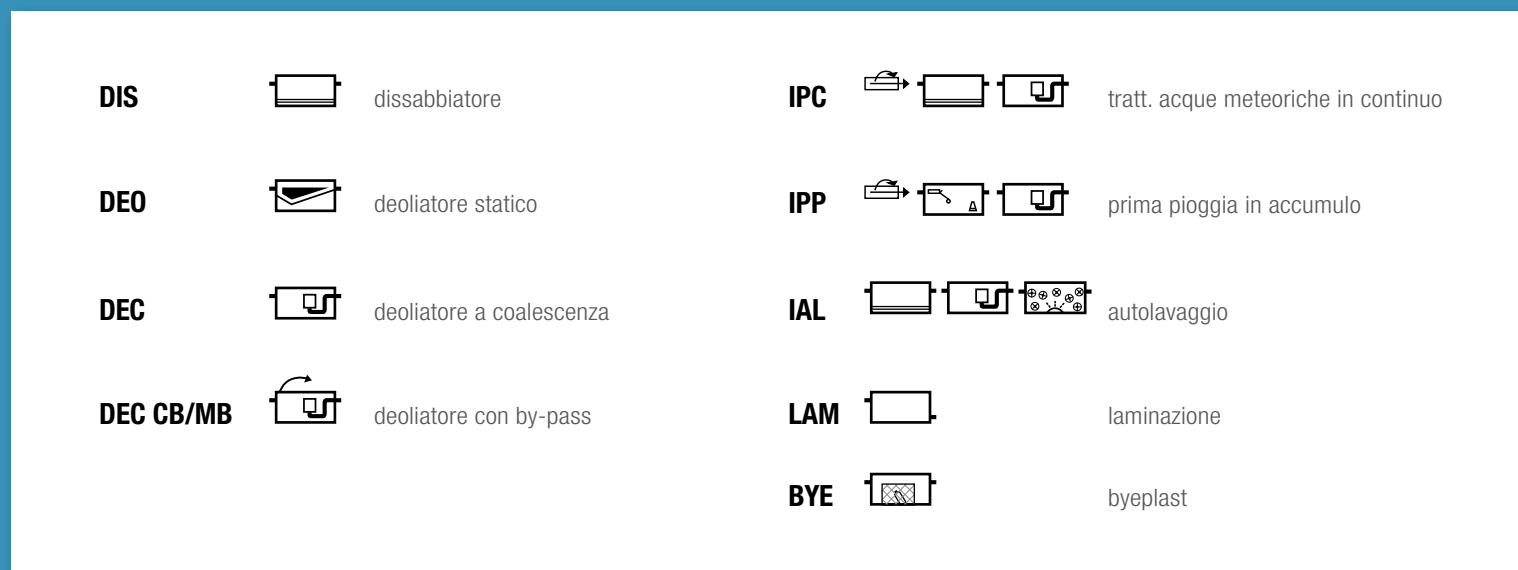 DIS dissabbiatore
DEO deoliatore statico
DEC deoliatore a coalescenza
DEC CB/MB deoliatore con by-pass
IPC tratt. acque meteoriche in continuo
IPP prima pioggia in accumulo
IAL autolavaggio
LAM laminazione
BYE byeplast